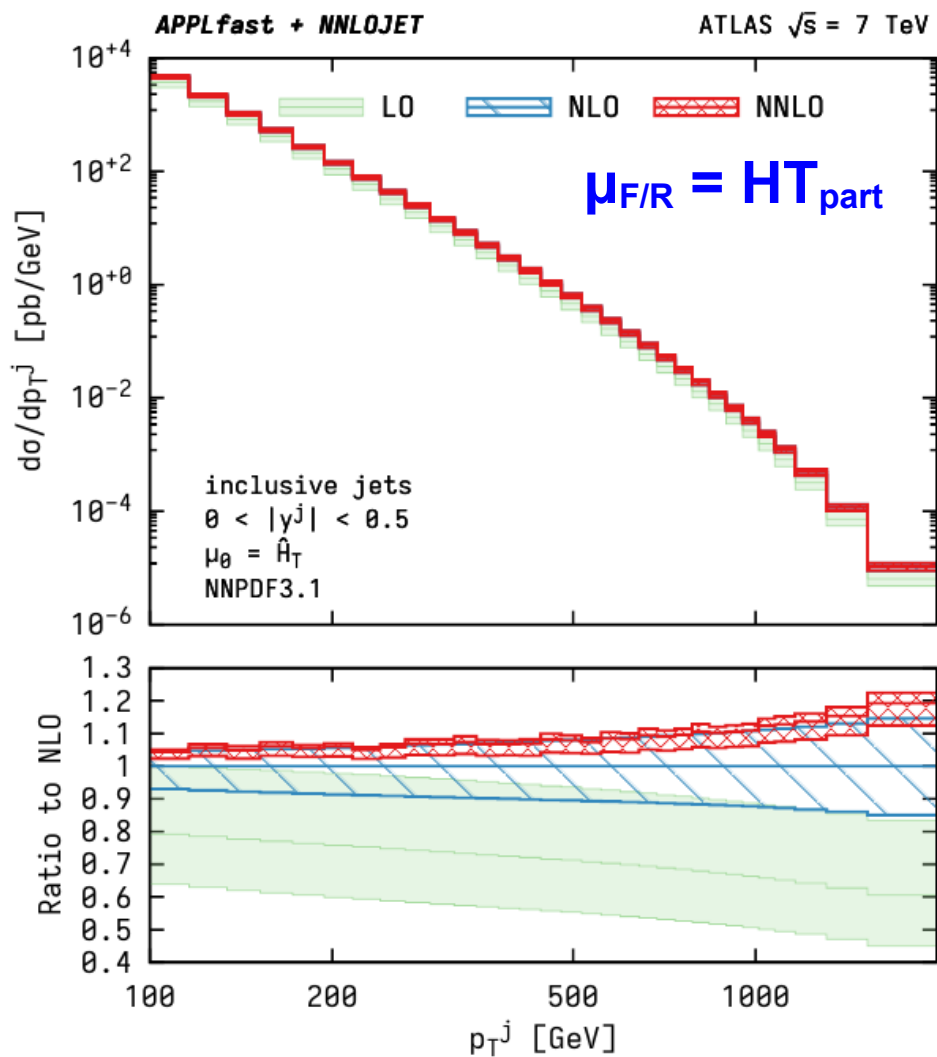 APPLfast + NNLOJET ATLAS √s = 7 TeV
LO NLO NNLO
μF/R = HTpart
dσ/dpT^j [pb/GeV]
10^+4
10^+2
10^+0
10^-2
10^-4
10^-6
inclusive jets
0 < |y^j| < 0.5
μ0 = ĤT
NNPDF3.1
Ratio to NLO
1.3
1.2
1.1
1
0.9
0.8
0.7
0.6
0.5
0.4
100 200 500 1000
pT^j [GeV]